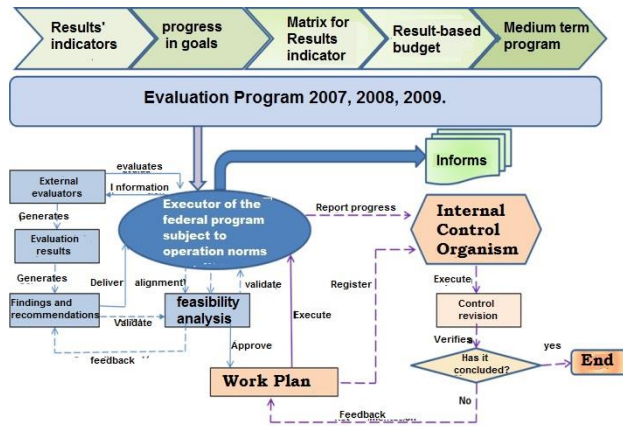 Results'
indicators
progress
in goals
Matrix for
Results
indicator
Result-based
budget
Medium term
program
Evaluation Program 2007, 2008, 2009.
evaluates
Informs
External
evaluators
Information
Executor of the
federal program
subject to
operation norms
Report progress
Internal
Control
Organism
Generates
Evaluation
results
Generates
Deliver
alignment
validate
Register
Execute
Findings and
recommendations
Validate
feasibility
analysis
Execute
Control
revision
feedback
Approve
Verifies
Has it
concluded?
yes
End
Work Plan
No
Feedback